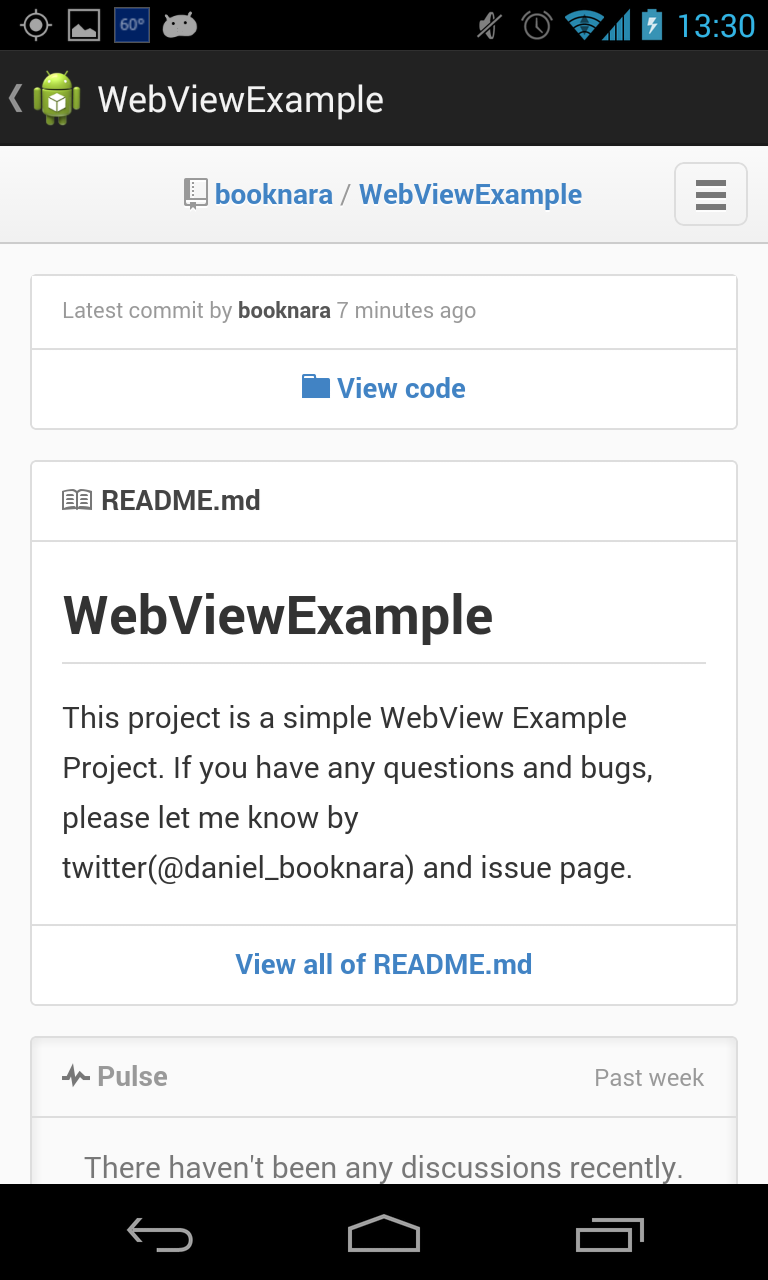 60°
13:30
WebViewExample
booknara / WebViewExample
Latest commit by booknara 7 minutes ago
View code
README.md
WebViewExample
This project is a simple WebView Example
Project. If you have any questions and bugs,
please let me know by
twitter(@daniel_booknara) and issue page.
View all of README.md
Pulse
Past week
There haven't been any discussions recently.